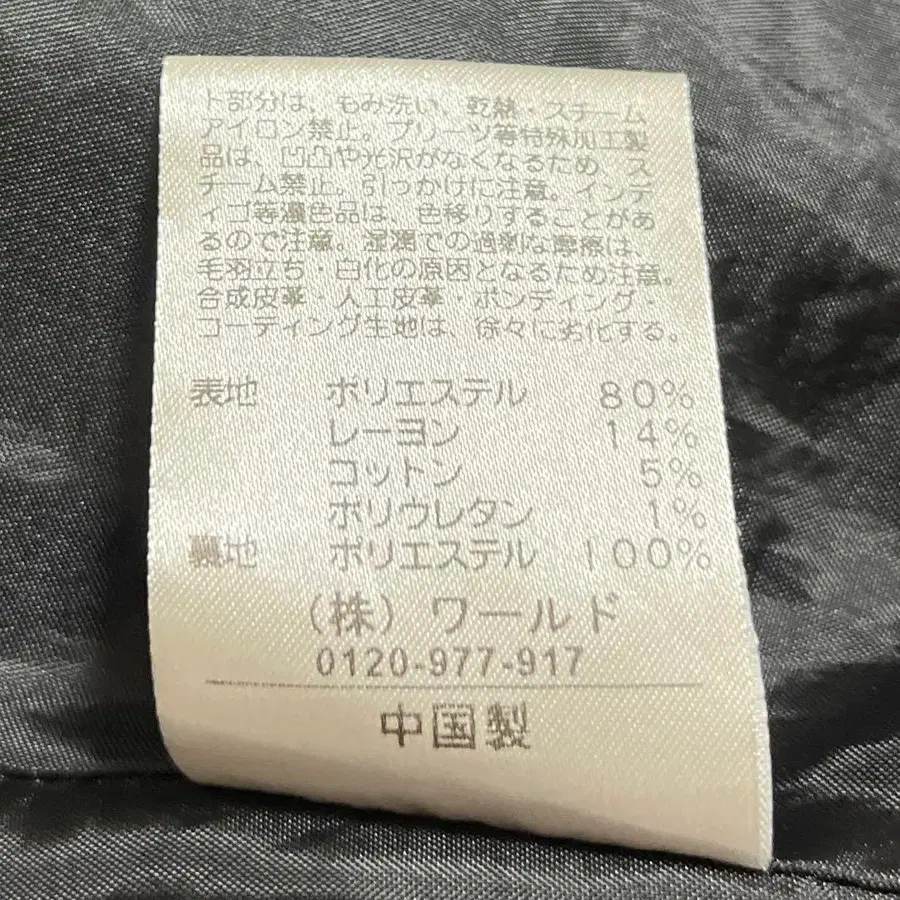 ト部分は、もみ洗い、乾熱・スチーム
アイロン禁止。プリーツ等特殊加工製
品は、凹凸や光沢がなくなるため、ス
チーム禁止。引っかけに注意。インデ
ィゴ等濃色品は、色移りすることがあ
るので注意。湿潤での過剰な摩擦は、
毛羽立ち・白化の原因となるため注意。
合成皮革・人工皮革・ボンディング・
コーティング生地は、徐々に劣化する。
表地 ポリエステル 80%
レーヨン 14%
コットン 5%
ポリウレタン 1%
裏地 ポリエステル 100%
(株)ワールド
0120-977-917
中国製